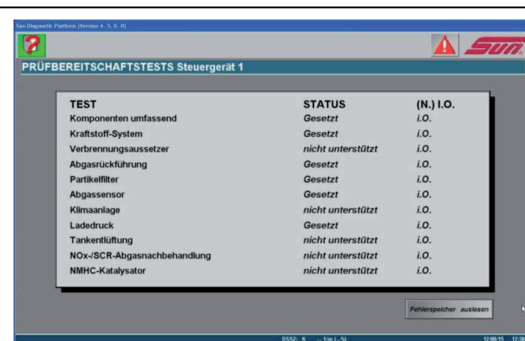 Sun Diagnostic Platform (Version 4. 5. 0. 0)
Sun
PRÜFBEREITSCHAFTSTESTS Steuergerät 1
TEST STATUS (N.) I.O.
Komponenten umfassend Gesetzt i.O.
Kraftstoff-System Gesetzt i.O.
Verbrennungsaussetzer nicht unterstützt i.O.
Abgasrückführung Gesetzt i.O.
Partikelfilter Gesetzt i.O.
Abgassensor Gesetzt i.O.
Klimaanlage nicht unterstützt i.O.
Ladedruck Gesetzt i.O.
Tankentlüftung nicht unterstützt i.O.
NOx-/SCR-Abgasnachbehandlung nicht unterstützt i.O.
NMHC-Katalysator nicht unterstützt i.O.
Fehlerspeicher auslesen